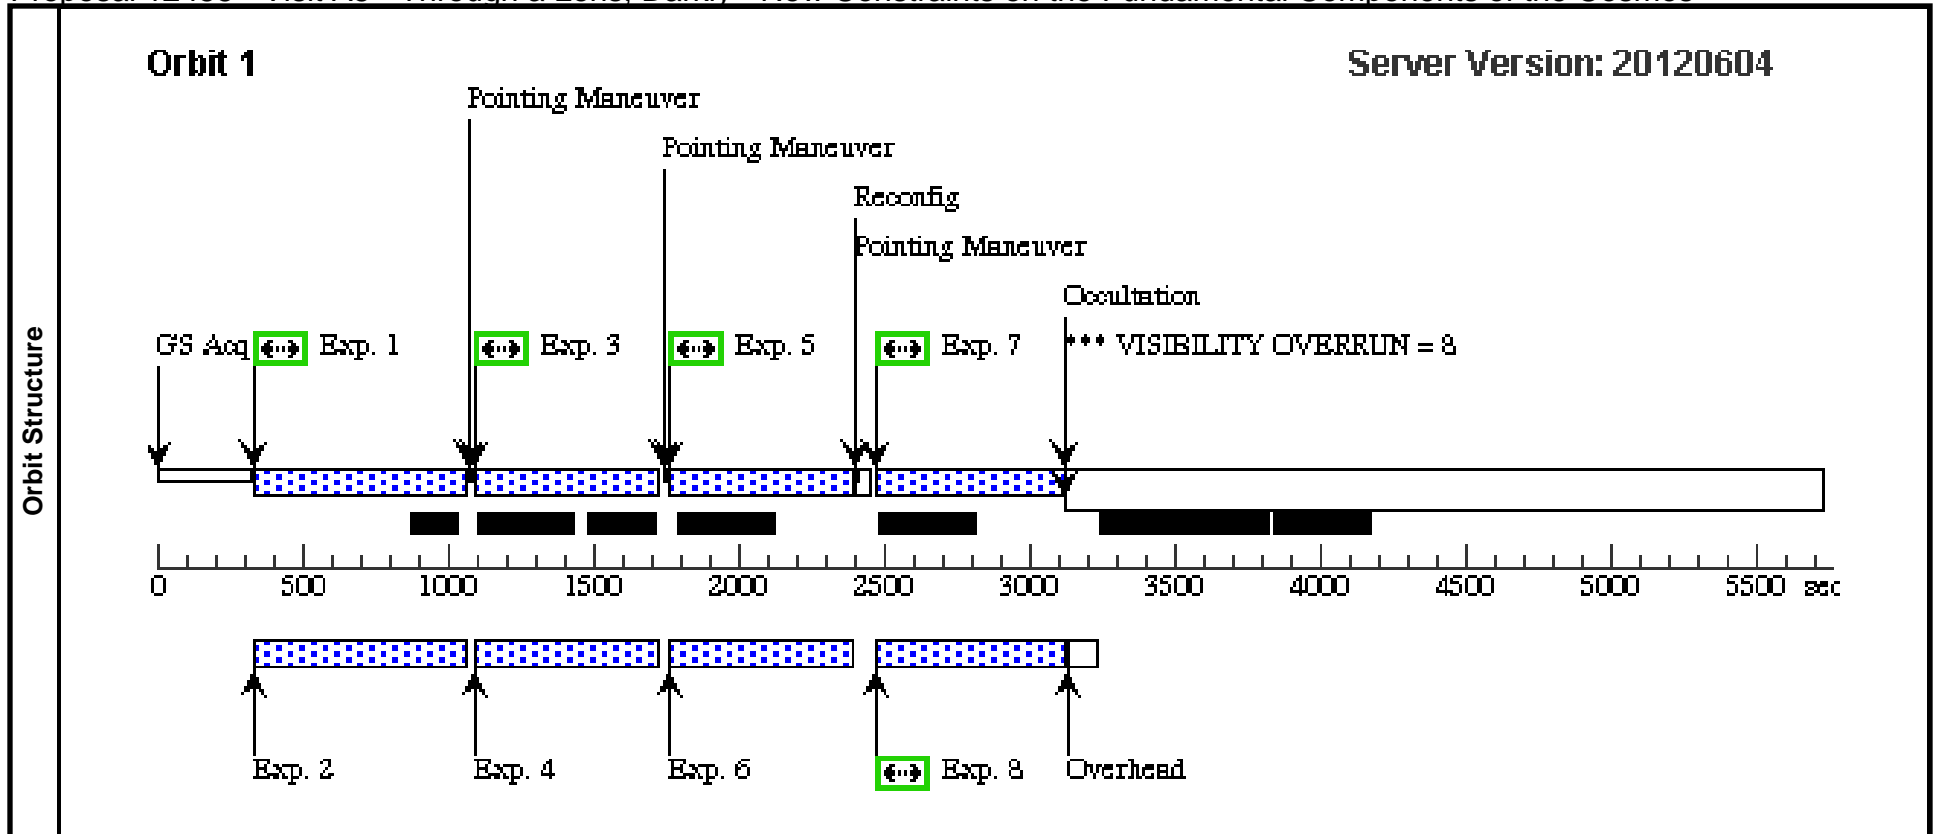 Orbit 1
Server Version: 20120604
Pointing Maneuver
Pointing Maneuver
Reconfig
Pointing Maneuver
Occultation
GS Acq Exp. 1 Exp. 3 Exp. 5 Exp. 7 *** VISIBILITY OVERRUN = 8
Orbit Structure
0 500 1000 1500 2000 2500 3000 3500 4000 4500 5000 5500 sec
Exp. 2 Exp. 4 Exp. 6 Exp. 8 Overhead